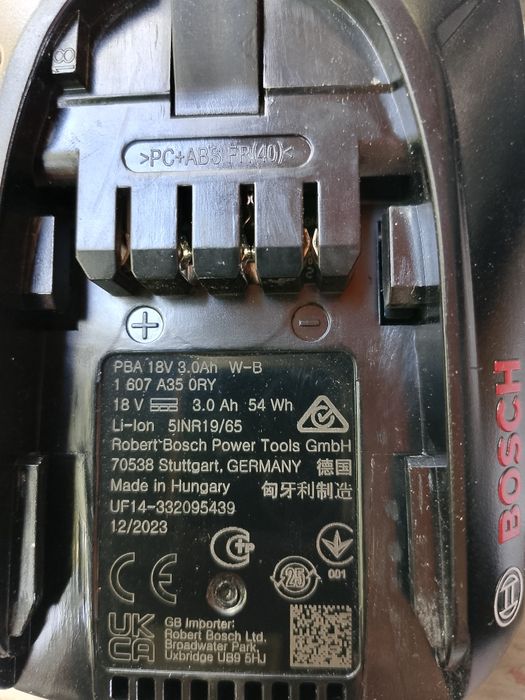 >PC+ABS FR(40)<
+ -
PBA 18V 3.0Ah W-B
1 607 A35 0RY
18 V 3.0 Ah 54 Wh
Li-Ion 5INR19/65
Robert Bosch Power Tools GmbH
70538 Stuttgart, GERMANY 德国
Made in Hungary 匈牙利制造
UF14-332095439
12/2023
CE
25
001
UK
CA
GB Importer:
Robert Bosch Ltd.
Broadwater Park,
Uxbridge UB9 5HJ
BOSCH